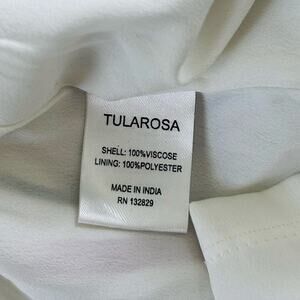 TULAROSA
SHELL: 100%VISCOSE
LINING: 100%POLYESTER
MADE IN INDIA
RN 132829